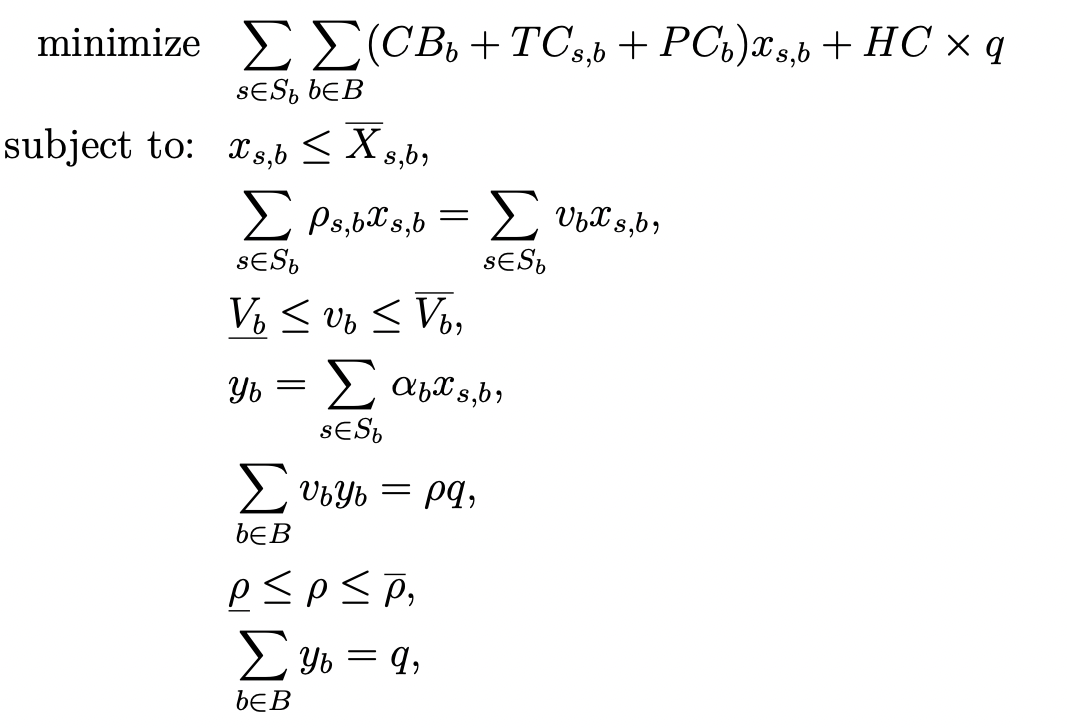 minimize $\sum_{s \in S_b} \sum_{b \in B} (CB_b + TC_{s,b} + PC_b) x_{s,b} + HC \times q$
subject to: $x_{s,b} \leq \overline{X}_{s,b},$
$\sum_{s \in S_b} \rho_{s,b} x_{s,b} = \sum_{s \in S_b} v_b x_{s,b},$
$\underline{V_b} \leq v_b \leq \overline{V_b},$
$y_b = \sum_{s \in S_b} \alpha_b x_{s,b},$
$\sum_{b \in B} v_b y_b = \rho q,$
$\underline{\rho} \leq \rho \leq \overline{\rho},$
$\sum_{b \in B} y_b = q,$